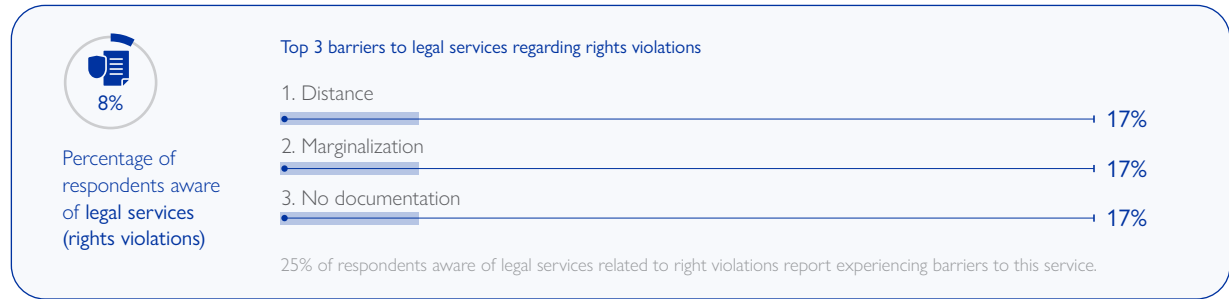 8%
Percentage of
respondents aware
of legal services
(rights violations)
Top 3 barriers to legal services regarding rights violations
1. Distance
17%
2. Marginalization
17%
3. No documentation
17%
25% of respondents aware of legal services related to right violations report experiencing barriers to this service.